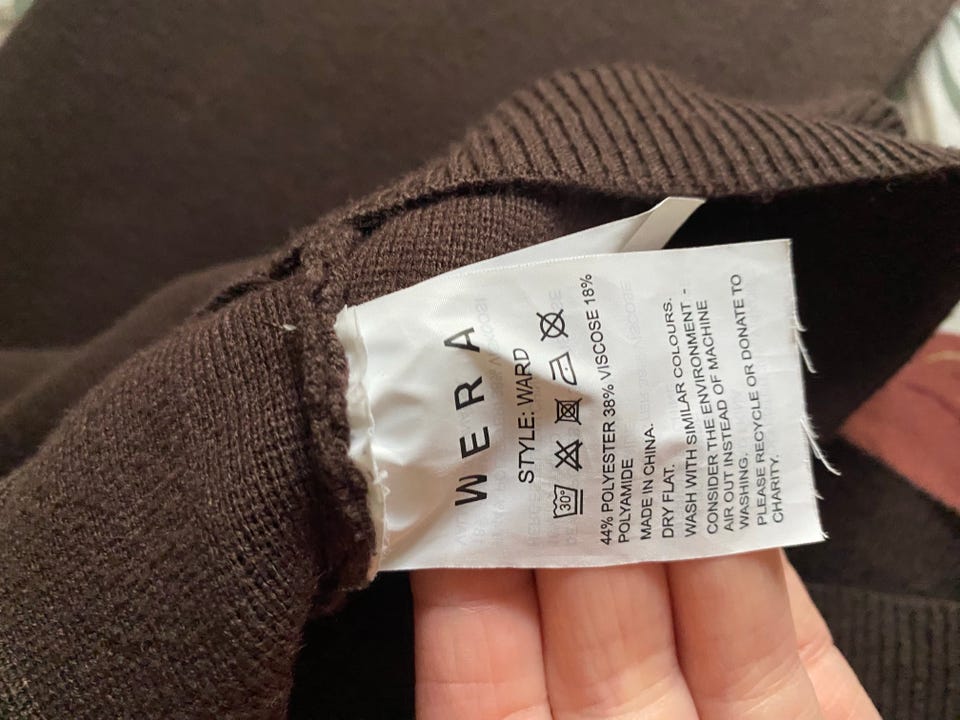 WERA
STYLE: WARD
30°
44% POLYESTER 38% VISCOSE 18%
POLYAMIDE
MADE IN CHINA.
DRY FLAT.
WASH WITH SIMILAR COLOURS.
CONSIDER THE ENVIRONMENT -
AIR OUT INSTEAD OF MACHINE
WASHING.
PLEASE RECYCLE OR DONATE TO
CHARITY.